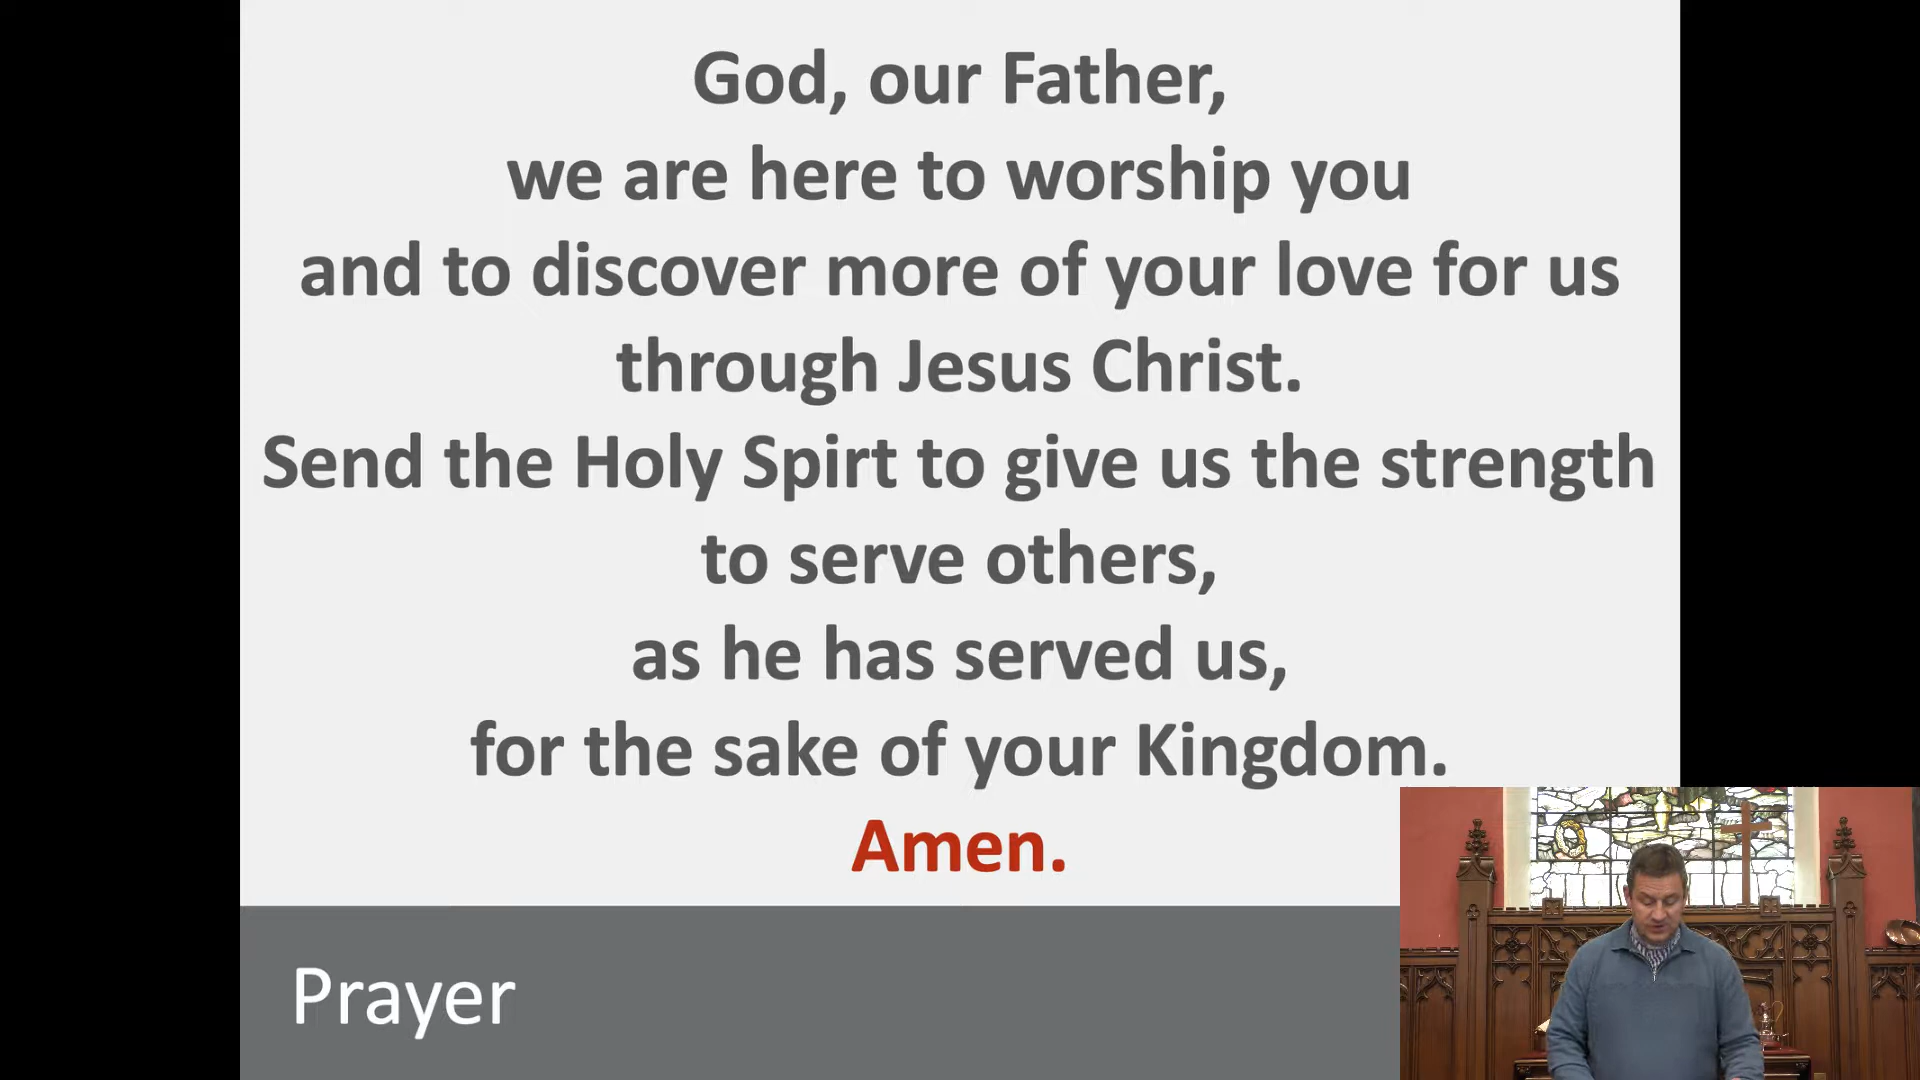 God, our Father,
we are here to worship you
and to discover more of your love for us
through Jesus Christ.
Send the Holy Spirt to give us the strength
to serve others,
as he has served us,
for the sake of your Kingdom.
Amen.
Prayer